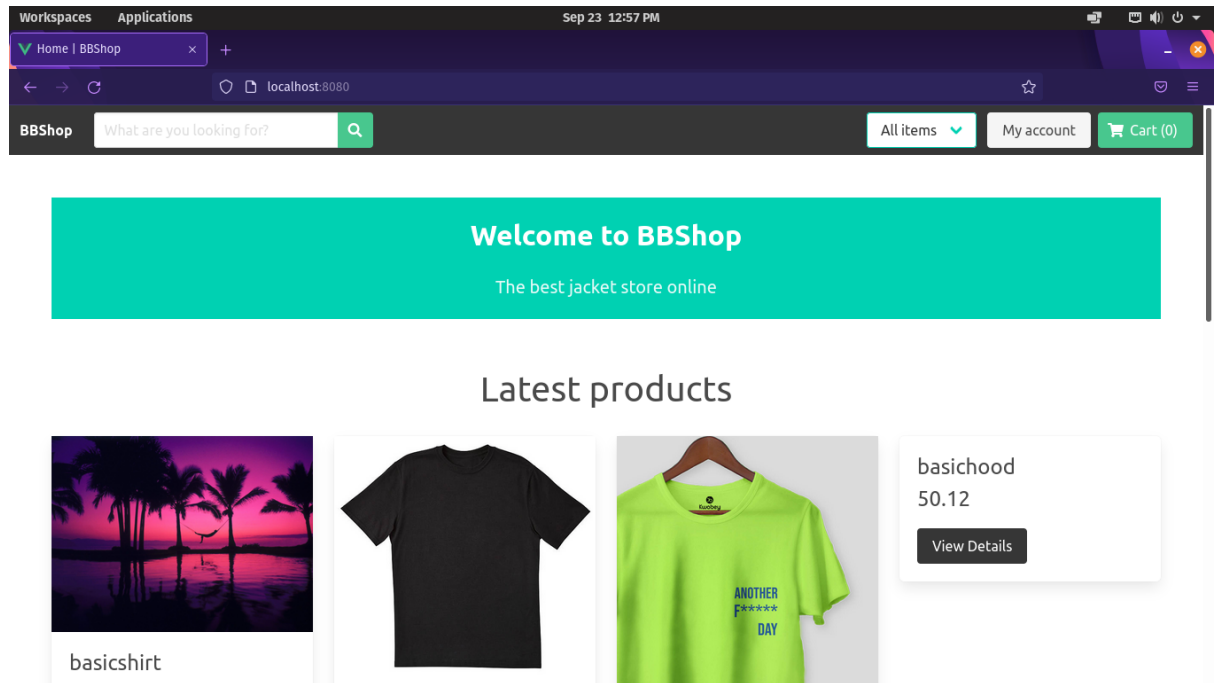 Workspaces Applications Sep 23 12:57 PM
Home | BBShop
localhost:8080
BBShop What are you looking for? All items My account Cart (0)
Welcome to BBShop
The best jacket store online
Latest products
Kwabey
ANOTHER
F*****
DAY
basichood
50.12
View Details
basicshirt